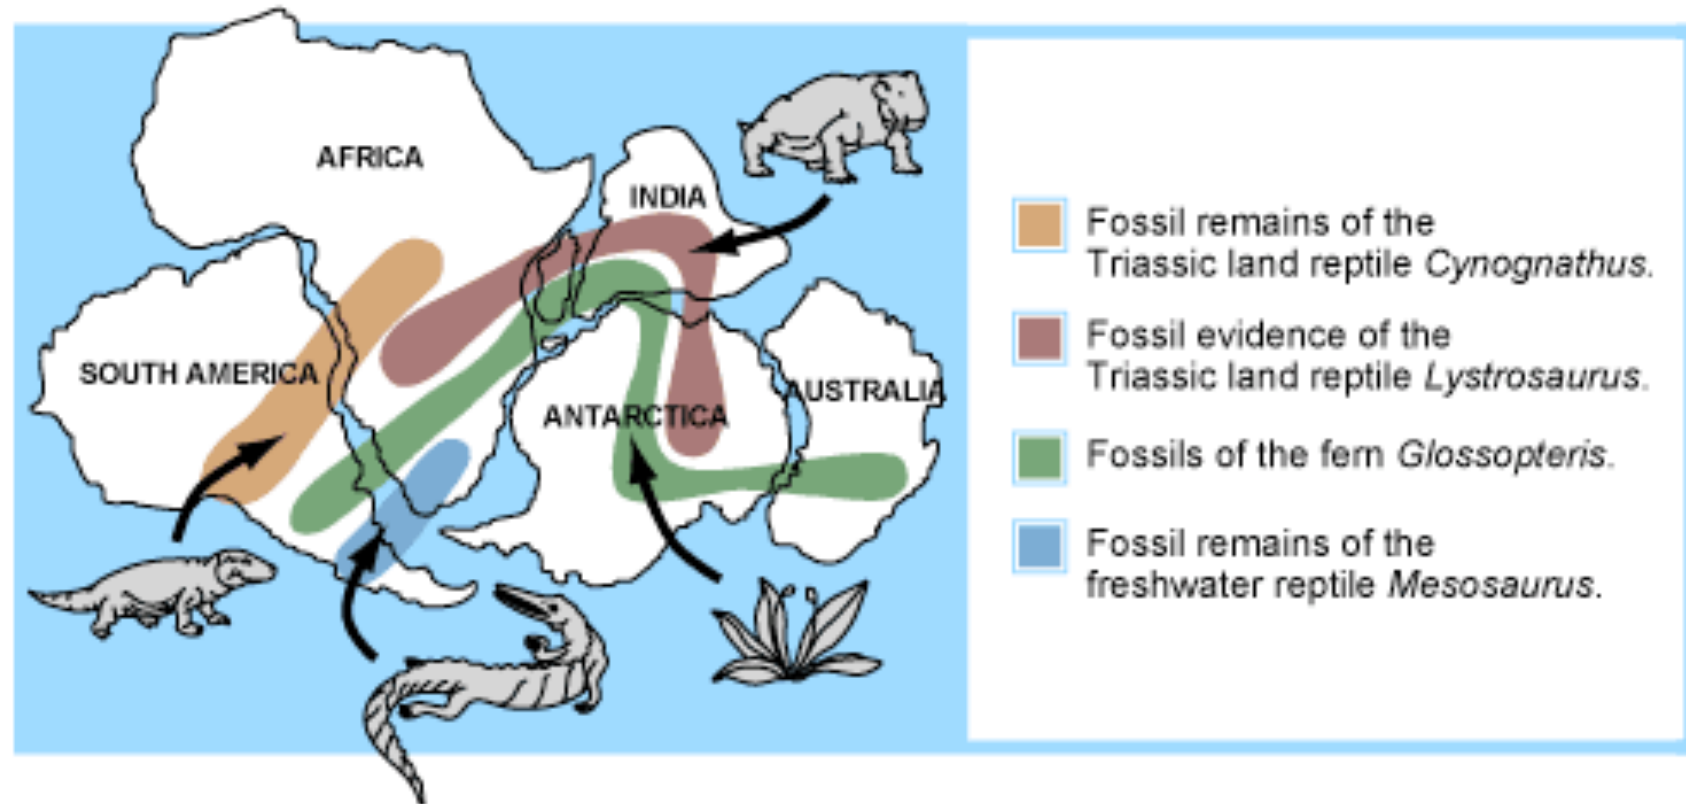 AFRICA
INDIA
SOUTH AMERICA
ANTARCTICA
AUSTRALIA
Fossil remains of the
Triassic land reptile Cynognathus.
Fossil evidence of the
Triassic land reptile Lystrosaurus.
Fossils of the fern Glossopteris.
Fossil remains of the
freshwater reptile Mesosaurus.